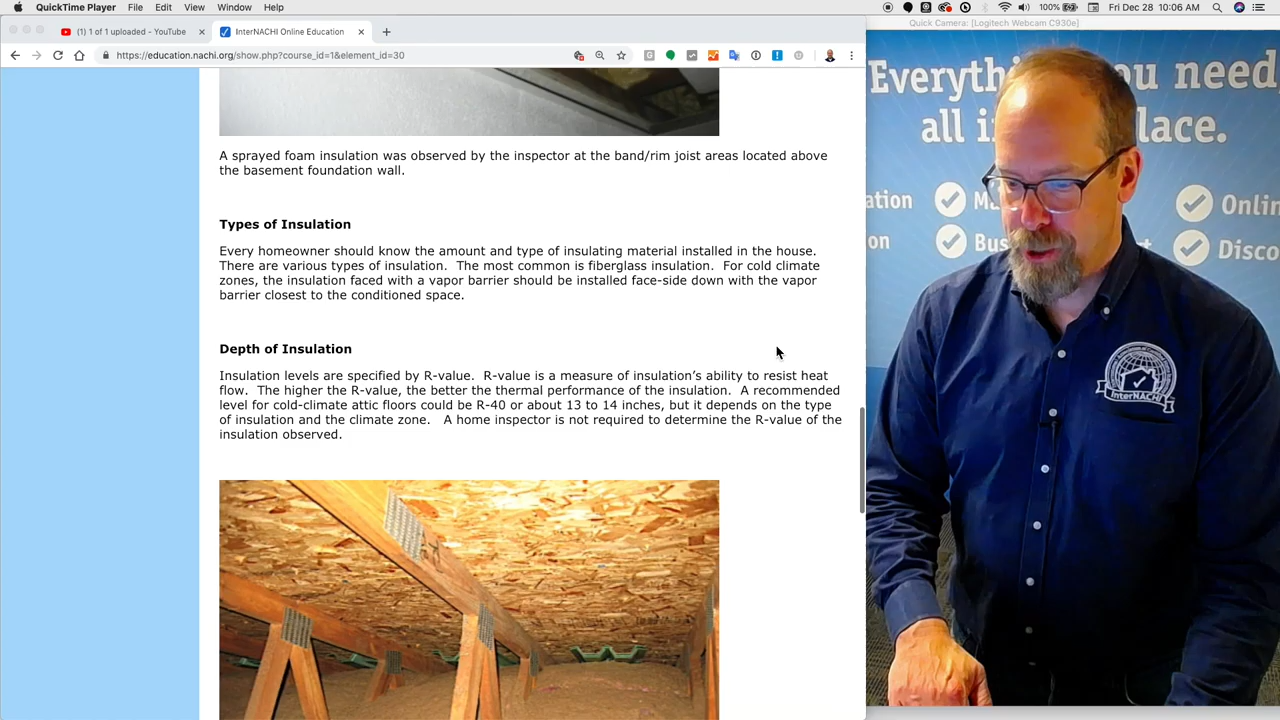 QuickTime Player File Edit View Window Help
100% Fri Dec 28 10:06 AM
(1) 1 of 1 uploaded - YouTube
InterNACHI Online Education
Quick Camera: [Logitech Webcam C930e]
https://education.nachi.org/show.php?course_id=1&element_id=30
A sprayed foam insulation was observed by the inspector at the band/rim joist areas located above
the basement foundation wall.
Types of Insulation
Every homeowner should know the amount and type of insulating material installed in the house.
There are various types of insulation. The most common is fiberglass insulation. For cold climate
zones, the insulation faced with a vapor barrier should be installed face-side down with the vapor
barrier closest to the conditioned space.
Depth of Insulation
Insulation levels are specified by R-Value. R-value is a measure of insulation's ability to resist heat
flow. The higher the R-value, the better the thermal performance of the insulation. A recommended
level for cold-climate attic floors could be R-40 or about 13 to 14 inches, but it depends on the type
of insulation and the climate zone. A home inspector is not required to determine the R-value of the
insulation observed.
Everyth ou need,
all i lace.
ation Ma Onlin
on Bus t Disco
InterNACHI